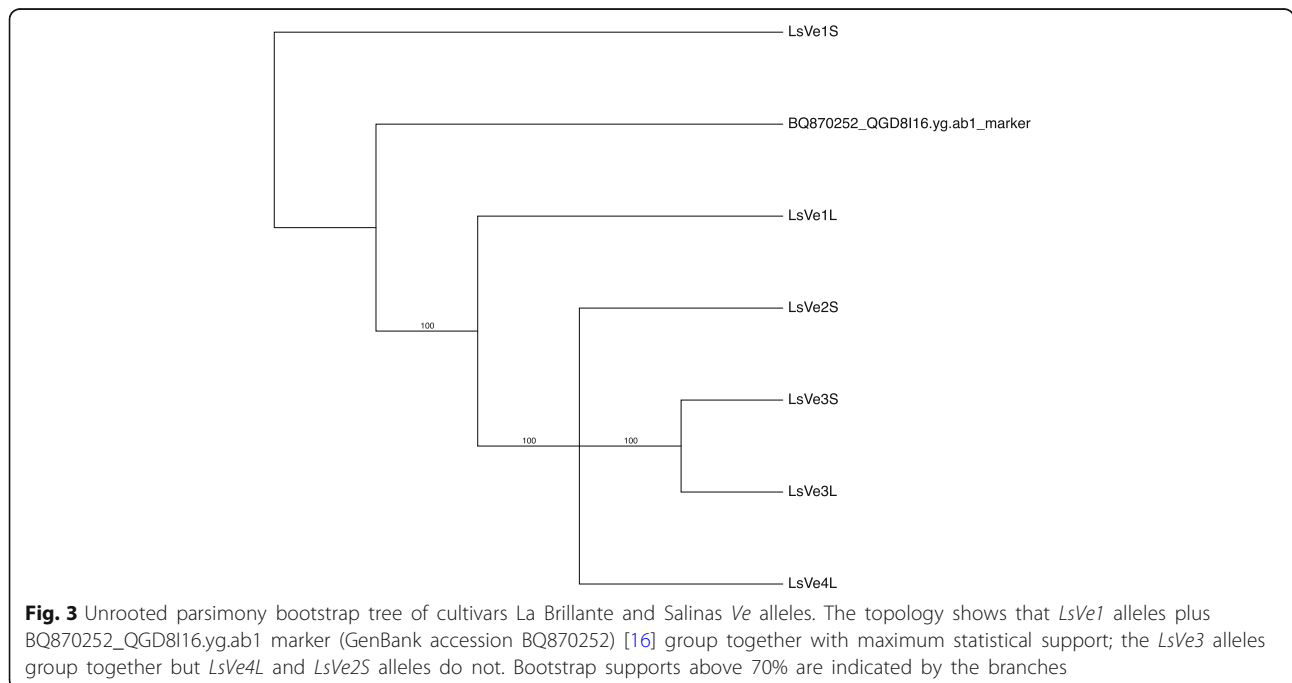 LsVe1S
BQ870252_QGD8I16.yg.ab1_marker
LsVe1L
100
LsVe2S
LsVe3S
100
100
LsVe3L
LsVe4L
Fig. 3 Unrooted parsimony bootstrap tree of cultivars La Brillante and Salinas Ve alleles. The topology shows that LsVe1 alleles plus
BQ870252_QGD8I16.yg.ab1 marker (GenBank accession BQ870252) [16] group together with maximum statistical support; the LsVe3 alleles
group together but LsVe4L and LsVe2S alleles do not. Bootstrap supports above 70% are indicated by the branches